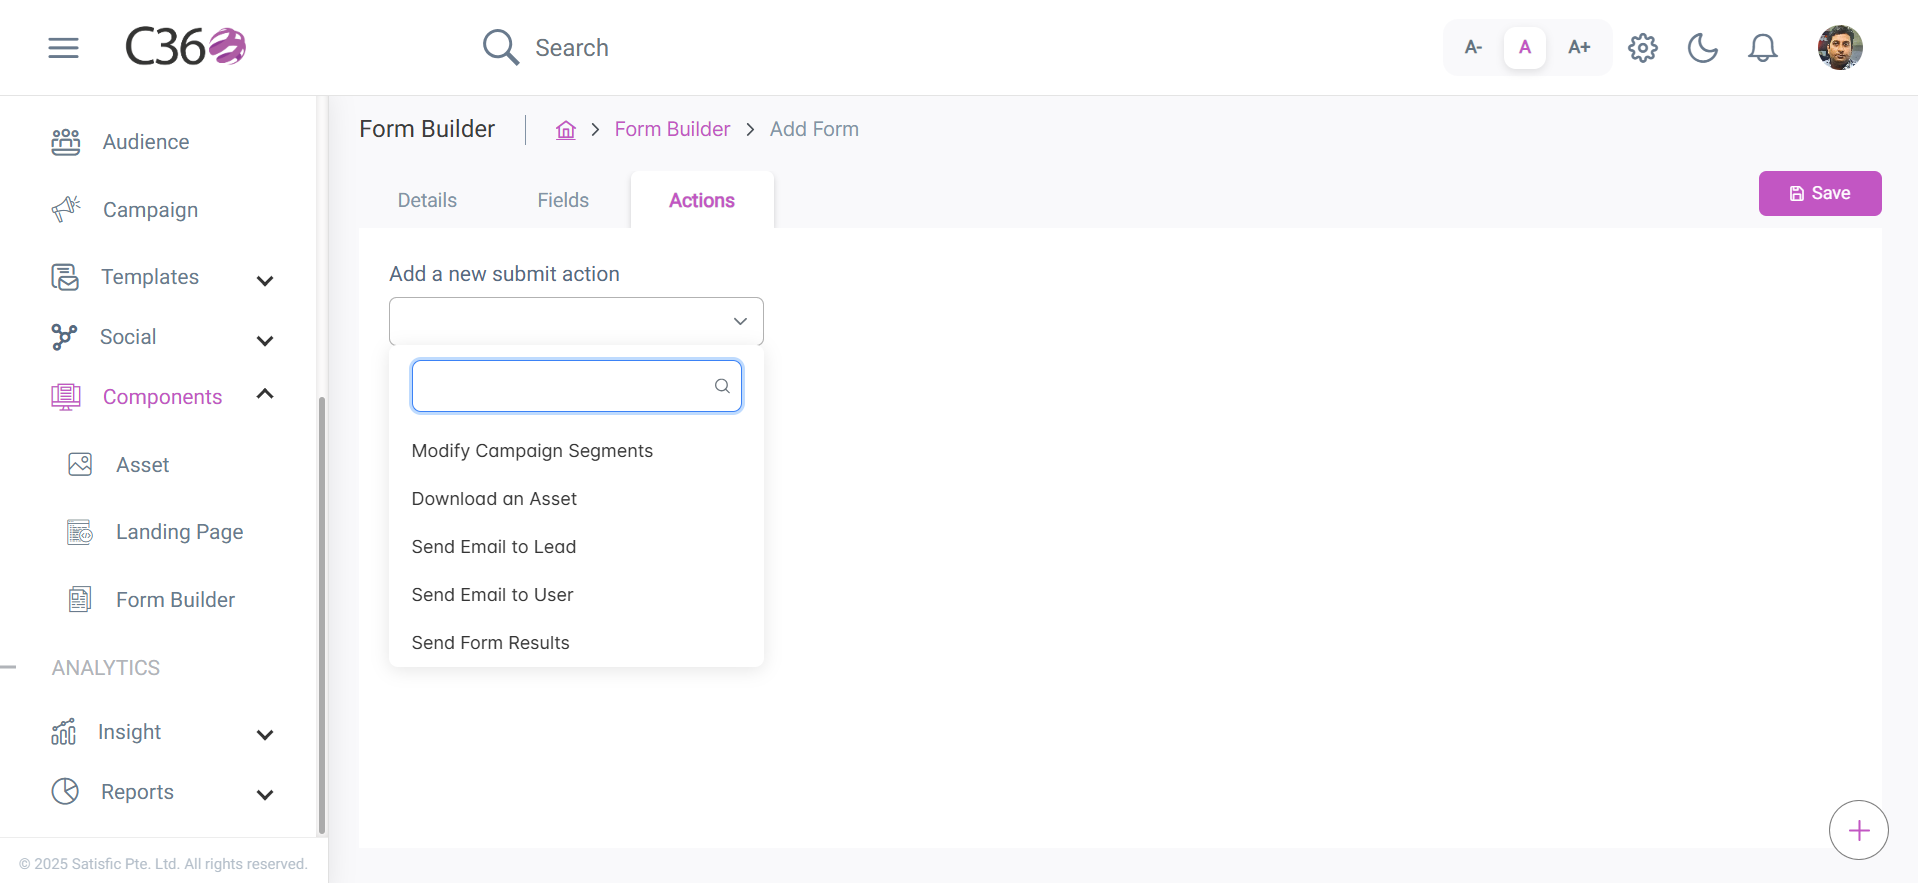 C360
Search
A- A A+
Audience
Campaign
Templates
Social
Components
Asset
Landing Page
Form Builder
ANALYTICS
Insight
Reports
© 2025 Satisfic Pte. Ltd. All rights reserved.
Form Builder
Form Builder > Add Form
Details Fields Actions
Save
Add a new submit action
Modify Campaign Segments
Download an Asset
Send Email to Lead
Send Email to User
Send Form Results